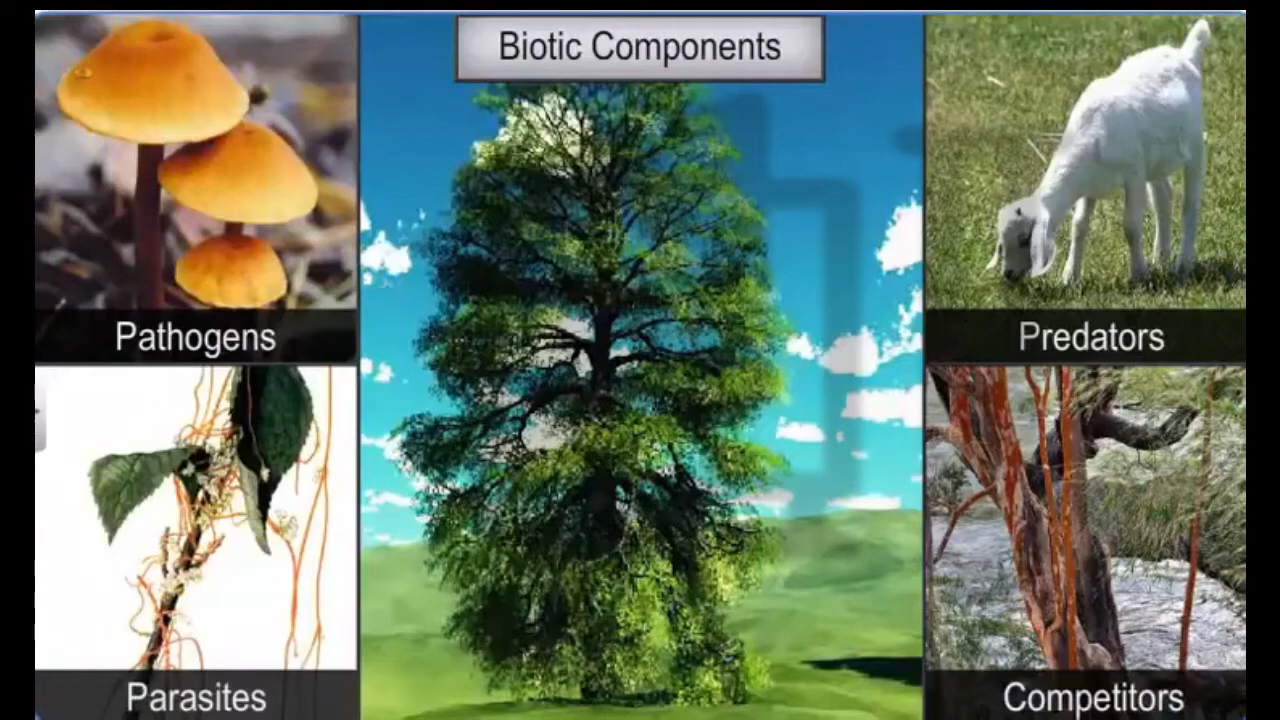 Biotic Components
Pathogens
Predators
Parasites
Competitors